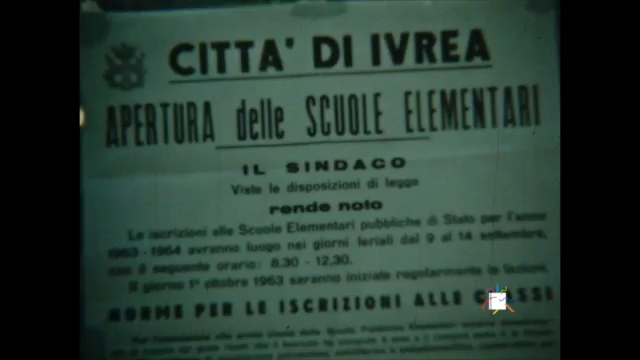 CITTA' DI IVREA
APERTURA delle SCUOLE ELEMENTARI
IL SINDACO
Viste le disposizioni di legge
rende noto
Le iscrizioni alle Scuole Elementari pubbliche di Stato per l'anno
1963 - 1964 avranno luogo nei giorni feriali dal 9 al 14 settembre,
con il seguente orario: 8,30 - 12,30.
Il giorno 1° ottobre 1963 saranno iniziate regolarmente le lezioni.
NORME PER LE ISCRIZIONI ALLE CLASSI